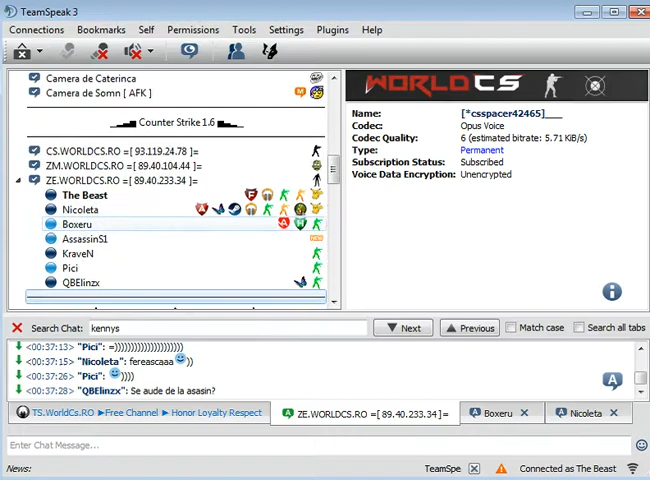 TeamSpeak 3
Connections Bookmarks Self Permissions Tools Settings Plugins Help
Camera de Caterinca
Camera de Somn [ AFK ]
Counter Strike 1.6
CS.WORLDCS.RO =[ 93.119.24.78 ]=
ZM.WORLDCS.RO =[ 89.40.104.44 ]=
ZE.WORLDCS.RO =[ 89.40.233.34 ]=
The Beast
Nicoleta
Boxeru
AssassinS1
KraveN
Pici
QBElinzx
WORLDCS
Name: [*csspacer42465]___
Codec: Opus Voice
Codec Quality: 6 (estimated bitrate: 5.71 KiB/s)
Type: Permanent
Subscription Status: Subscribed
Voice Data Encryption: Unencrypted
Search Chat: kennys Next Previous Match case Search all tabs
<00:37:13> "Pici": =))))))))))))))))))))))
<00:37:15> "Nicoleta": fereascaaa ))
<00:37:26> "Pici": ))))
<00:37:28> "QBElinzx": Se aude de la asasin?
TS.WorldCs.RO Free Channel Honor Loyalty Respect ZE.WORLDCS.RO =[ 89.40.233.34 ]= Boxeru Nicoleta
Enter Chat Message...
News: TeamSpe Connected as The Beast